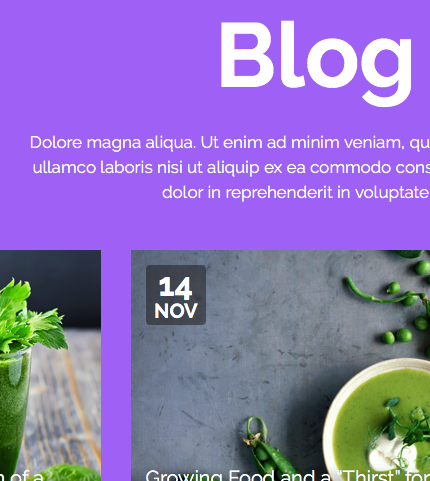 Blog
Dolore magna aliqua. Ut enim ad minim veniam, qu
ullamco laboris nisi ut aliquip ex ea commodo cons
dolor in reprehenderit in voluptate
14
NOV
n of a
Growing Food and a "Thirst" for